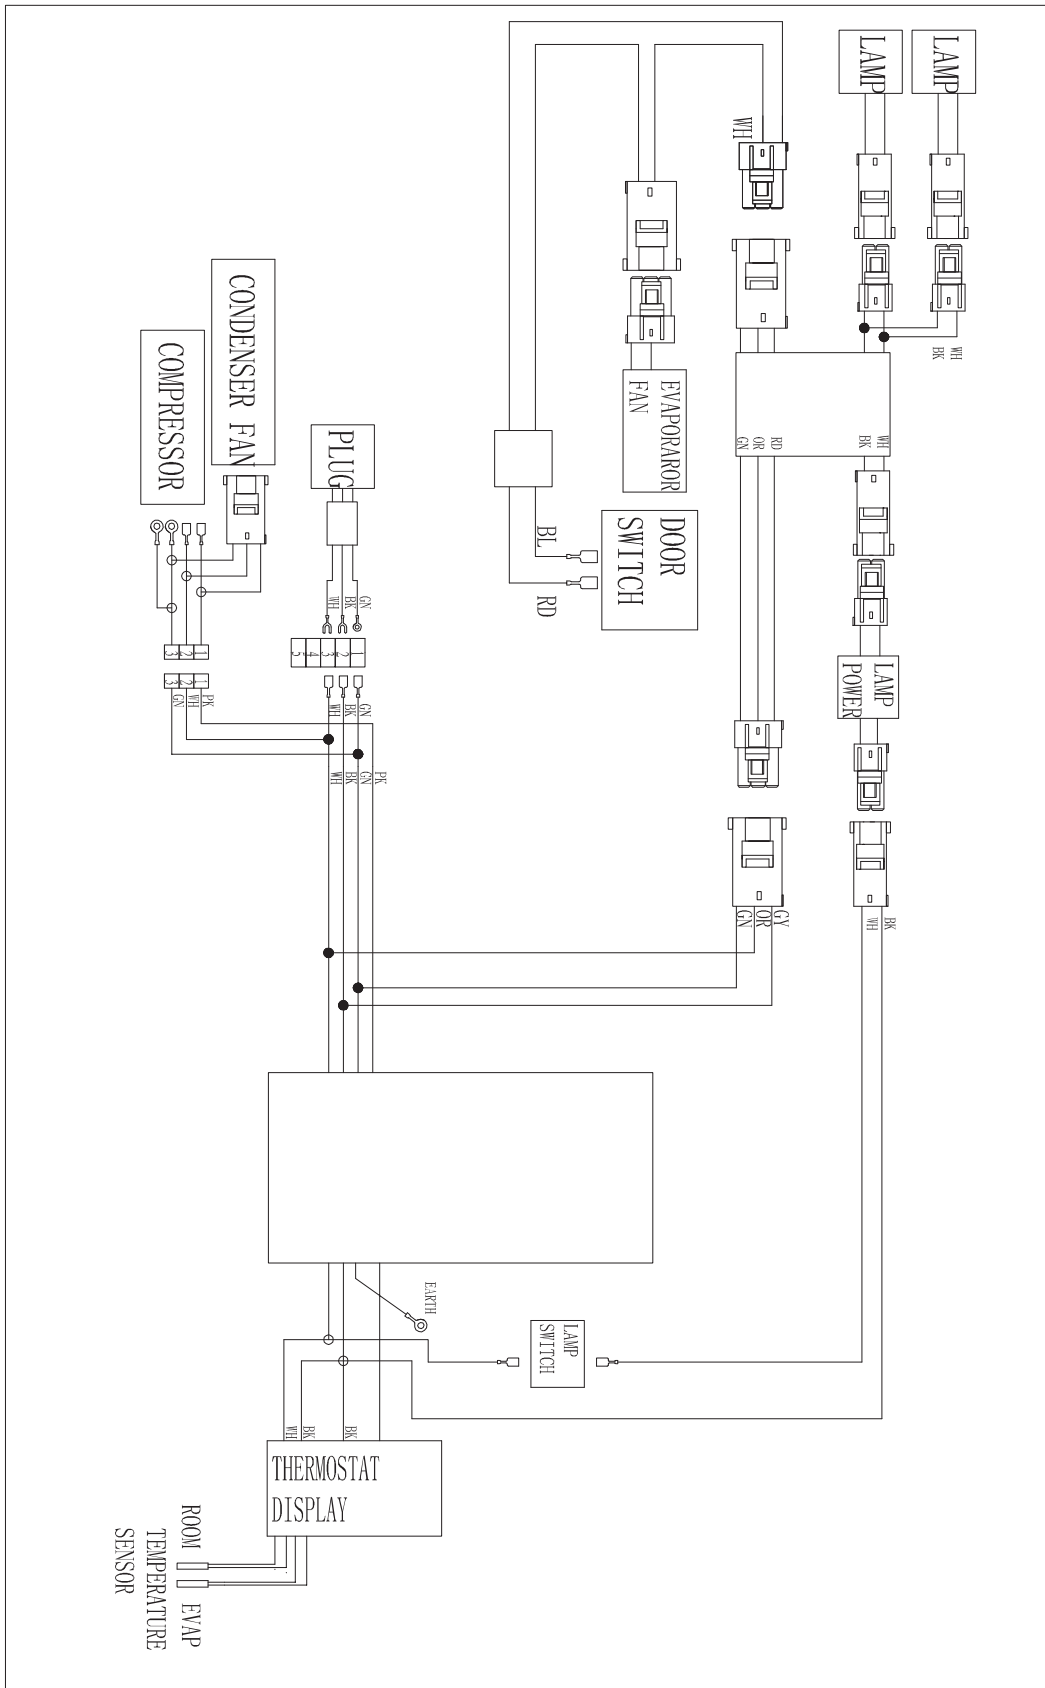 LAMP
LAMP
WH
WH
BK
CONDENSER FAN
COMPRESSOR
PLUG
EVAPORAROR
FAN
GN
OR
RD
BK
WH
DOOR
SWITCH
BL
RD
LAMP
POWER
WH
BK
GN
5
4
3
2
1
3
2
1
3
2
1
GN
WH
PK
WH
BK
GN
WH
BK
GN
PK
GN
OR
GY
WH
BK
EARTH
LAMP
SWITCH
WH
BK
BK
THERMOSTAT
DISPLAY
ROOM
EVAP
TEMPERATURE
SENSOR